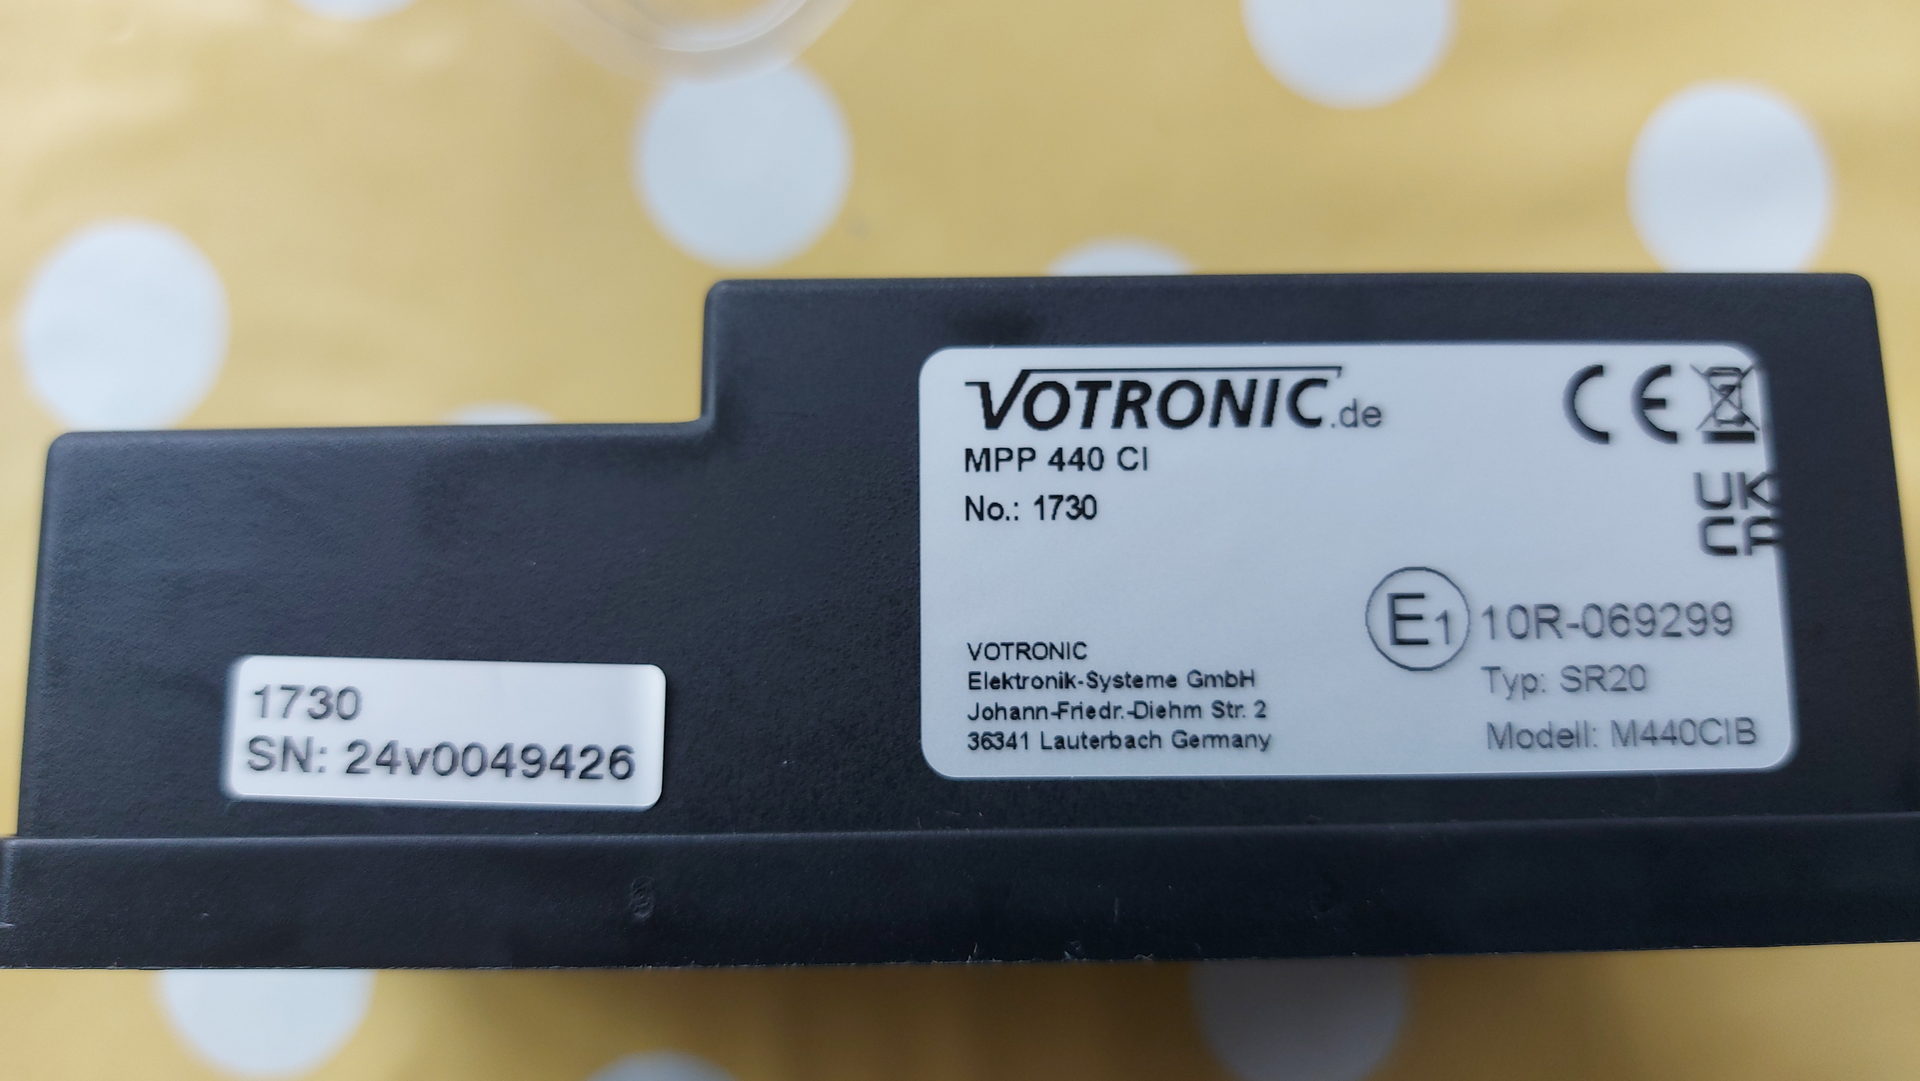 VOTRONIC.de
MPP 440 CI
No.: 1730
CE
UK
CA
E1 10R-069299
Typ: SR20
Modell: M440CIB
VOTRONIC
Elektronik-Systeme GmbH
Johann-Friedr.-Diehm Str. 2
36341 Lauterbach Germany
1730
SN: 24v0049426